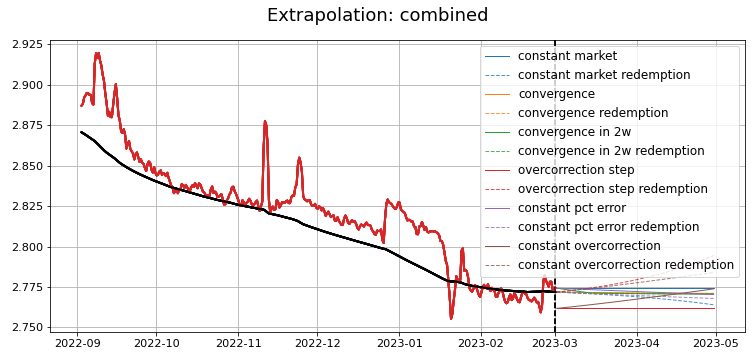 Extrapolation: combined
2.925
2.900
2.875
2.850
2.825
2.800
2.775
2.750
constant market
constant market redemption
convergence
convergence redemption
convergence in 2w
convergence in 2w redemption
overcorrection step
overcorrection step redemption
constant pct error
constant pct error redemption
constant overcorrection
constant overcorrection redemption
2022-09 2022-10 2022-11 2022-12 2023-01 2023-02 2023-03 2023-04 2023-05